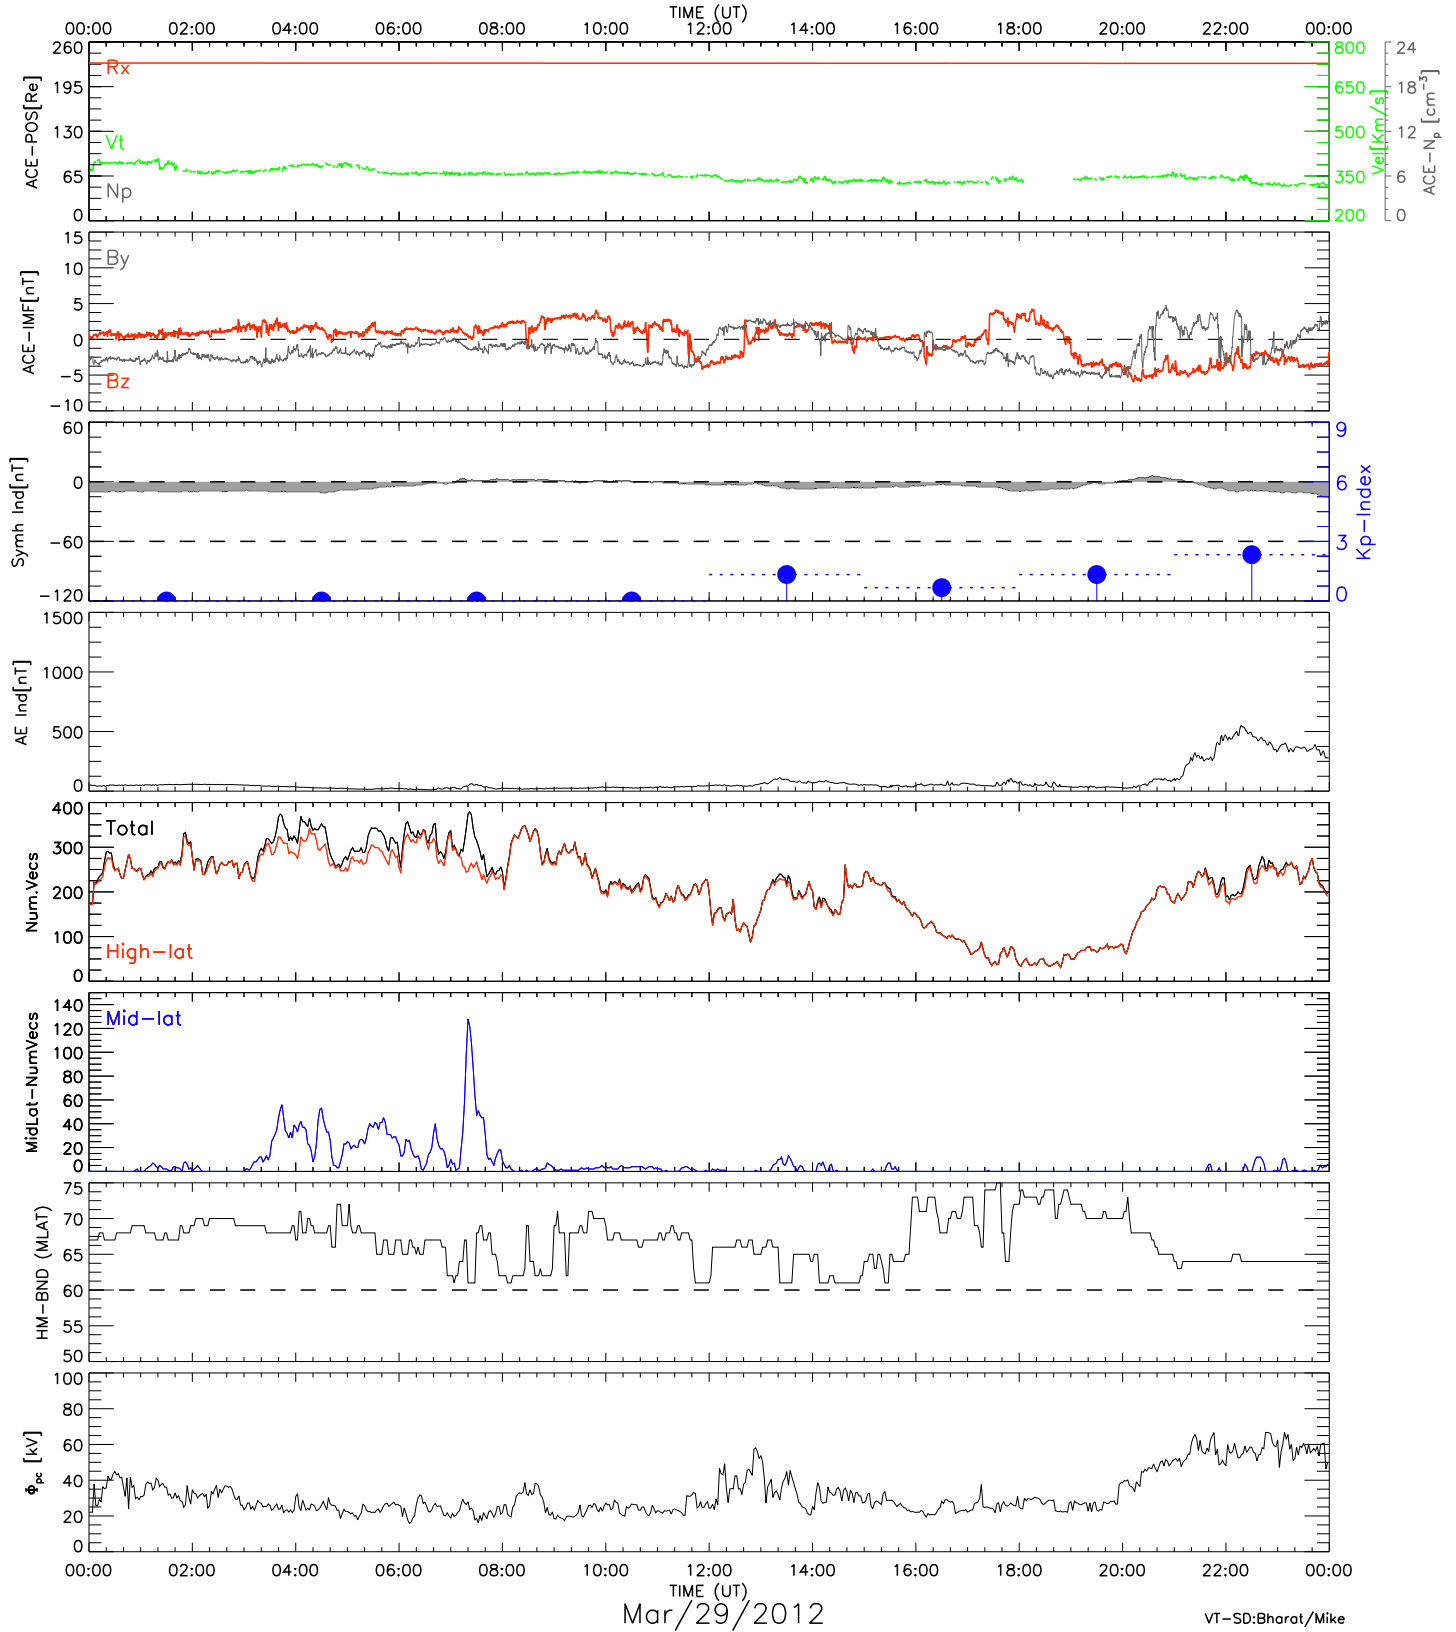 TIME (UT)
00:00 02:00 04:00 06:00 08:00 10:00 12:00 14:00 16:00 18:00 20:00 22:00 00:00
ACE-POS[Re]
260
195
130
65
0
Rx
Vt
Np
800
650
500
350
200
Vel[Km/s]
24
18
12
6
0
ACE-Np [cm⁻³]
ACE-IMF[nT]
15
10
5
0
-5
-10
By
Bz
Symh Ind[nT]
60
0
-60
-120
9
6
3
0
Kp-Index
AE Ind[nT]
1500
1000
500
0
Num.Vecs
400
300
200
100
0
Total
High-lat
MidLat-NumVecs
140
120
100
80
60
40
20
0
Mid-lat
HM-BND (MLAT)
75
70
65
60
55
50
Φpc [kV]
100
80
60
40
20
0
00:00 02:00 04:00 06:00 08:00 10:00 12:00 14:00 16:00 18:00 20:00 22:00 00:00
TIME (UT)
Mar/29/2012
VT-SD:Bharat/Mike